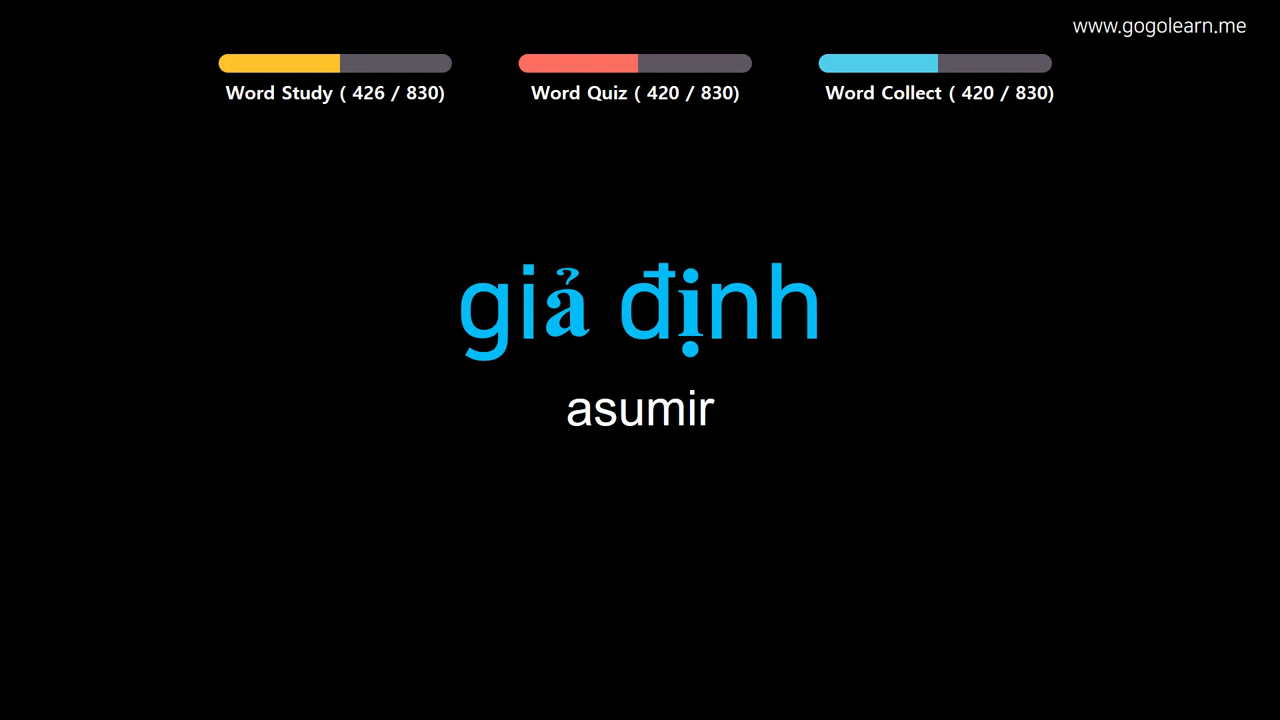 www.gogolearn.me
Word Study ( 426 / 830)
Word Quiz ( 420 / 830)
Word Collect ( 420 / 830)
giả định
asumir